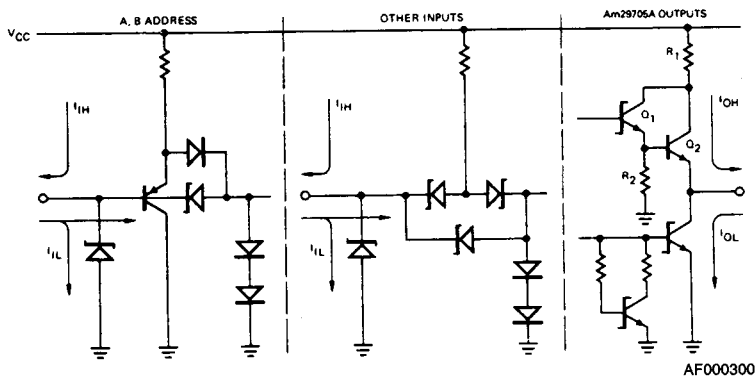 A, B ADDRESS
OTHER INPUTS
Am29705A OUTPUTS
VCC
R1
IIH
IIH
IOH
Q1
Q2
R2
IIL
IIL
IOL
AF000300